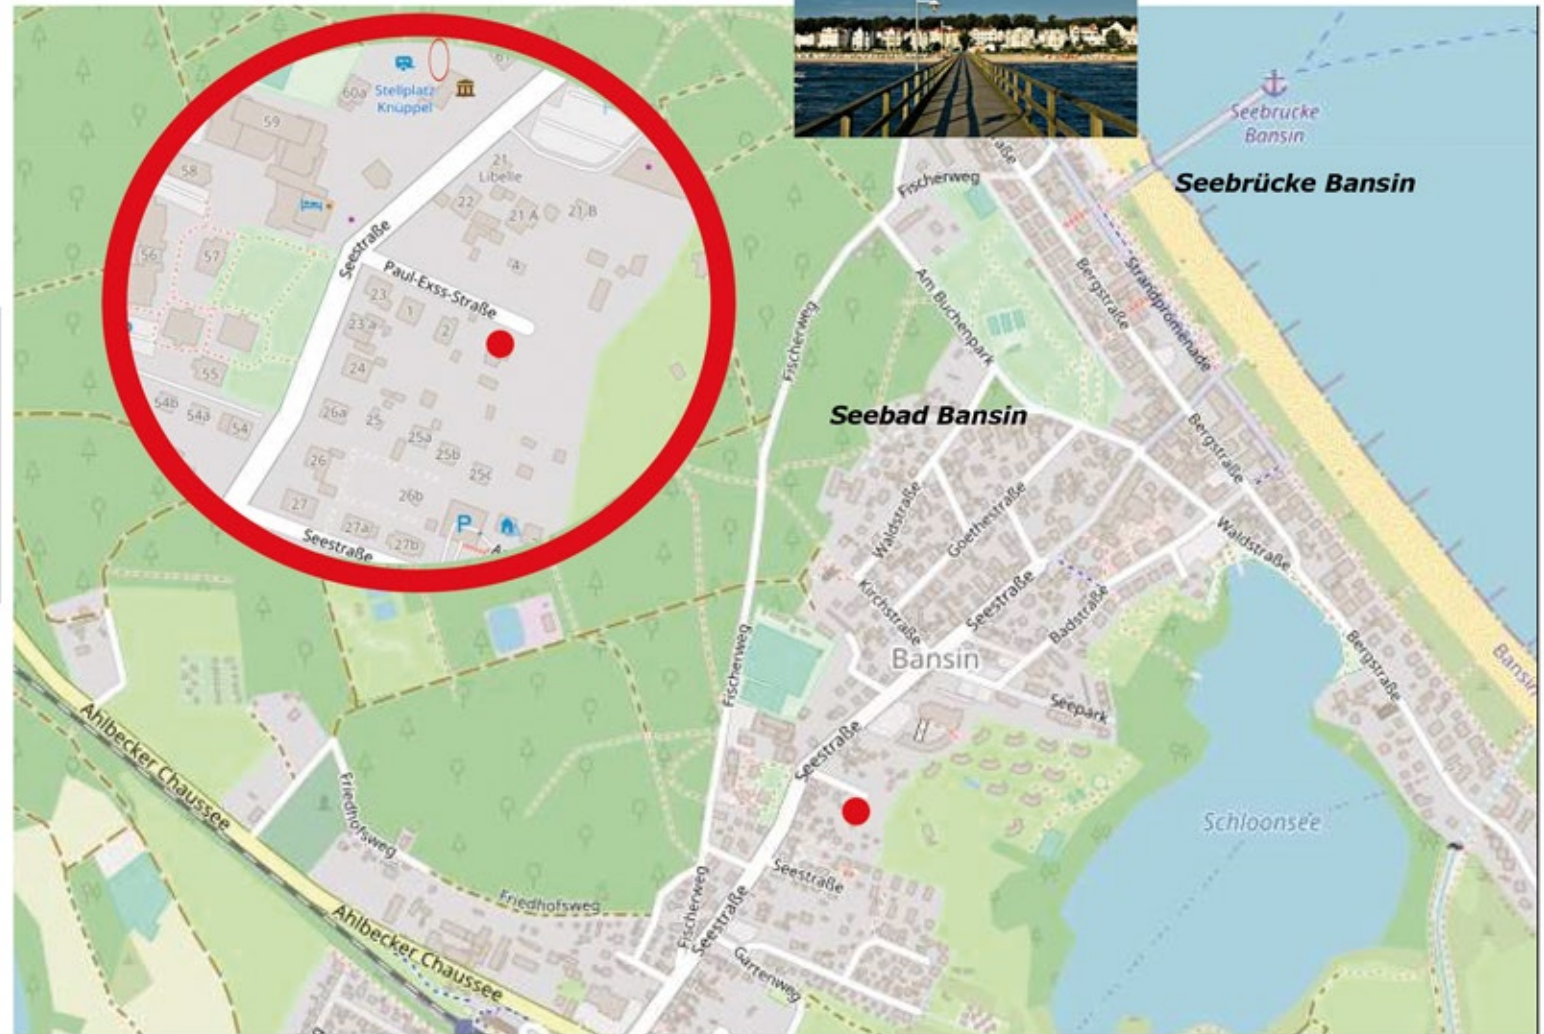 60a
61
Stellplatz
Knüppel
59
58
21
Libelle
22
21 A
21 B
56
57
Seestraße
A
Paul-Exss-Straße
23
1
2
23 a
24
55
54b
54a
54
26a
25
25a
25b
25c
26
26b
27
27a
27b
P
Seestraße
Seebrücke
Bansin
Seebrücke Bansin
Fischerweg
Fischerweg
Am Buchenpark
Bergstraße
Strandpromenade
Seebad Bansin
Bergstraße
Waldstraße
Goethestraße
Waldstraße
Kirchstraße
Seestraße
Badstraße
Fischerweg
Bansin
Seepark
Bergstraße
Bansin
Ahlbecker Chaussee
Seestraße
Friedhofsweg
Schloonsee
Seestraße
Fischerweg
Seestraße
Friedhofsweg
Ahlbecker Chaussee
Gartenweg